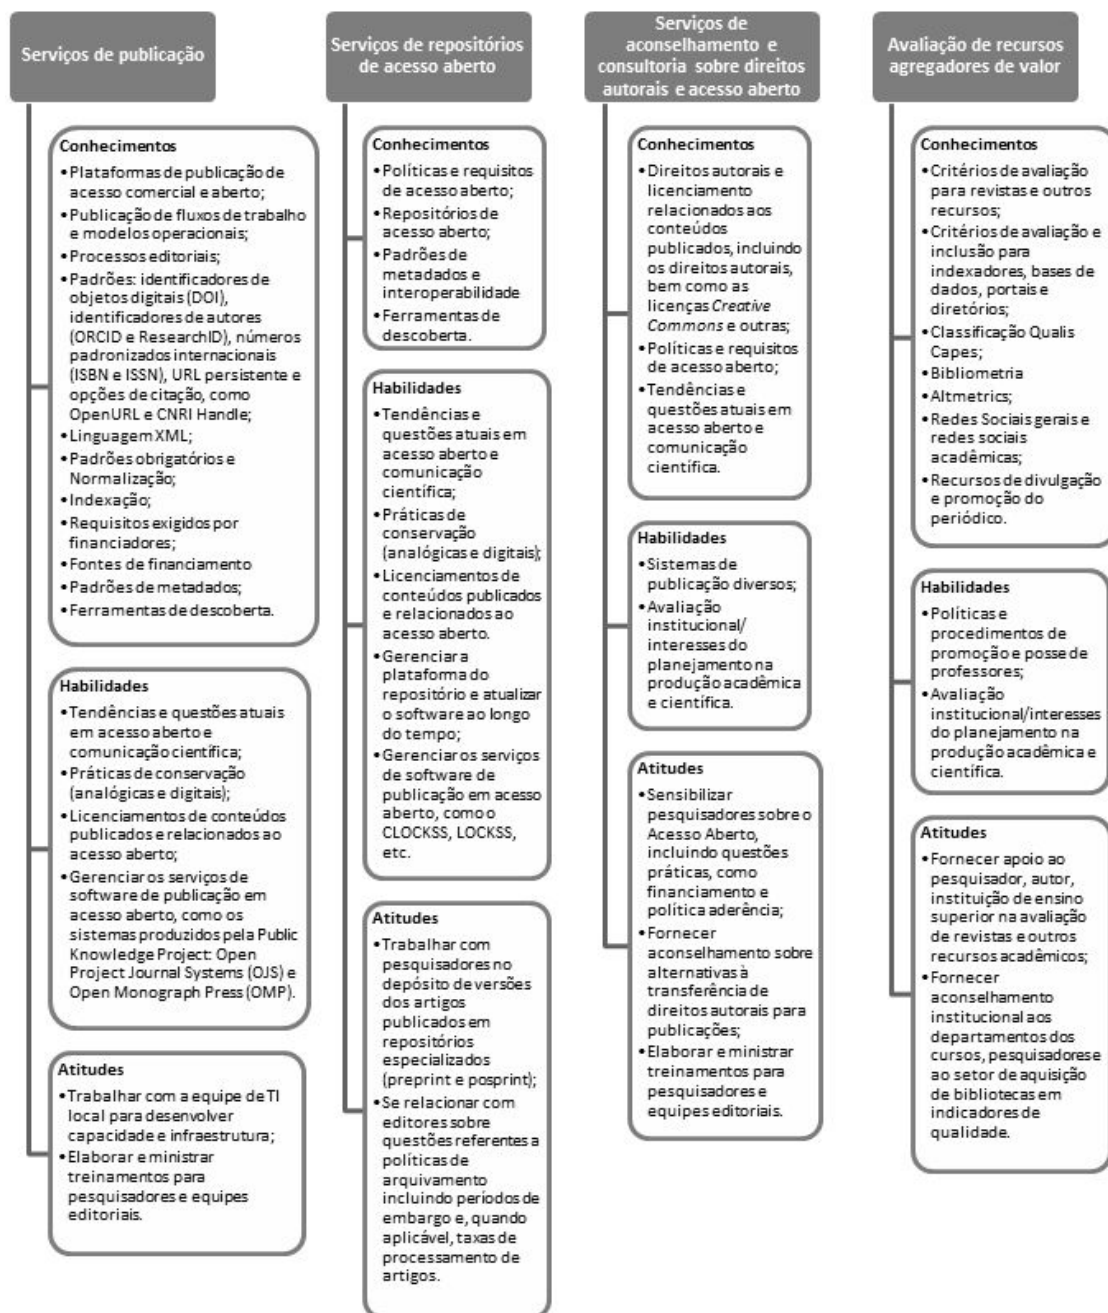 Serviços de publicação
Conhecimentos
•Plataformas de publicação de
acesso comercial e aberto;
•Publicação de fluxos de trabalho
e modelos operacionais;
•Processos editoriais;
•Padrões: identificadores de
objetos digitais (DOI),
identificadores de autores
(ORCID e ResearchID), números
padronizados internacionais
(ISBN e ISSN), URL persistente e
opções de citação, como
OpenURL e CNRI Handle;
•Linguagem XML;
•Padrões obrigatórios e
Normalização;
•Indexação;
•Requisitos exigidos por
financiadores;
•Fontes de financiamento
•Padrões de metadados;
•Ferramentas de descoberta.
Habilidades
•Tendências e questões atuais
em acesso aberto e
comunicação científica;
•Práticas de conservação
(analógicas e digitais);
•Licenciamentos de conteúdos
publicados e relacionados ao
acesso aberto;
•Gerenciar os serviços de
software de publicação em
acesso aberto, como os
sistemas produzidos pela Public
Knowledge Project: Open
Project Journal Systems (OJS) e
Open Monograph Press (OMP).
Atitudes
•Trabalhar com a equipe de TI
local para desenvolver
capacidade e infraestrutura;
•Elaborar e ministrar
treinamentos para
pesquisadores e equipes
editoriais.
Serviços de repositórios
de acesso aberto
Conhecimentos
•Políticas e requisitos
de acesso aberto;
•Repositórios de
acesso aberto;
•Padrões de
metadados e
interoperabilidade
•Ferramentas de
descoberta.
Habilidades
•Tendências e
questões atuais em
acesso aberto e
comunicação
científica;
•Práticas de
conservação
(analógicas e digitais);
•Licenciamentos de
conteúdos publicados
e relacionados ao
acesso aberto.
•Gerenciar a
plataforma do
repositório e atualizar
o software ao longo
do tempo;
•Gerenciar os serviços
de software de
publicação em acesso
aberto, como o
CLOCKSS, LOCKSS,
etc.
Atitudes
•Trabalhar com
pesquisadores no
depósito de versões
dos artigos
publicados em
repositórios
especializados
(preprint e posprint);
•Se relacionar com
editores sobre
questões referentes a
políticas de
arquivamento
incluindo períodos de
embargo e, quando
aplicável, taxas de
processamento de
artigos.
Serviços de
aconselhamento e
consultoria sobre direitos
autorais e acesso aberto
Conhecimentos
•Direitos autorais e
licenciamento
relacionados aos
conteúdos
publicados, incluindo
os direitos autorais,
bem como as
licenças Creative
Commons e outras;
•Políticas e requisitos
de acesso aberto;
•Tendências e
questões atuais em
acesso aberto e
comunicação
científica.
Habilidades
•Sistemas de
publicação diversos;
•Avaliação
institucional/
interesses do
planejamento na
produção acadêmica
e científica.
Atitudes
•Sensibilizar
pesquisadores sobre o
Acesso Aberto,
incluindo questões
práticas, como
financiamento e
política aderência;
•Fornecer
aconselhamento sobre
alternativas à
transferência de
direitos autorais para
publicações;
•Elaborar e ministrar
treinamentos para
pesquisadores e
equipes editoriais.
Avaliação de recursos
agregadores de valor
Conhecimentos
•Critérios de avaliação
para revistas e outros
recursos;
•Critérios de avaliação e
inclusão para
indexadores, bases de
dados, portais e
diretórios;
•Classificação Qualis
Capes;
•Bibliometria
•Altmetrics;
•Redes Sociais gerais e
redes sociais
acadêmicas;
•Recursos de divulgação
e promoção do
periódico.
Habilidades
•Políticas e
procedimentos de
promoção e posse de
professores;
•Avaliação
institucional/interesses
do planejamento na
produção acadêmica e
científica.
Atitudes
•Fornecer apoio ao
pesquisador, autor,
instituição de ensino
superior na avaliação
de revistas e outros
recursos acadêmicos;
•Fornecer
aconselhamento
institucional aos
departamentos dos
cursos, pesquisadores e
ao setor de aquisição
de bibliotecas em
indicadores de
qualidade.